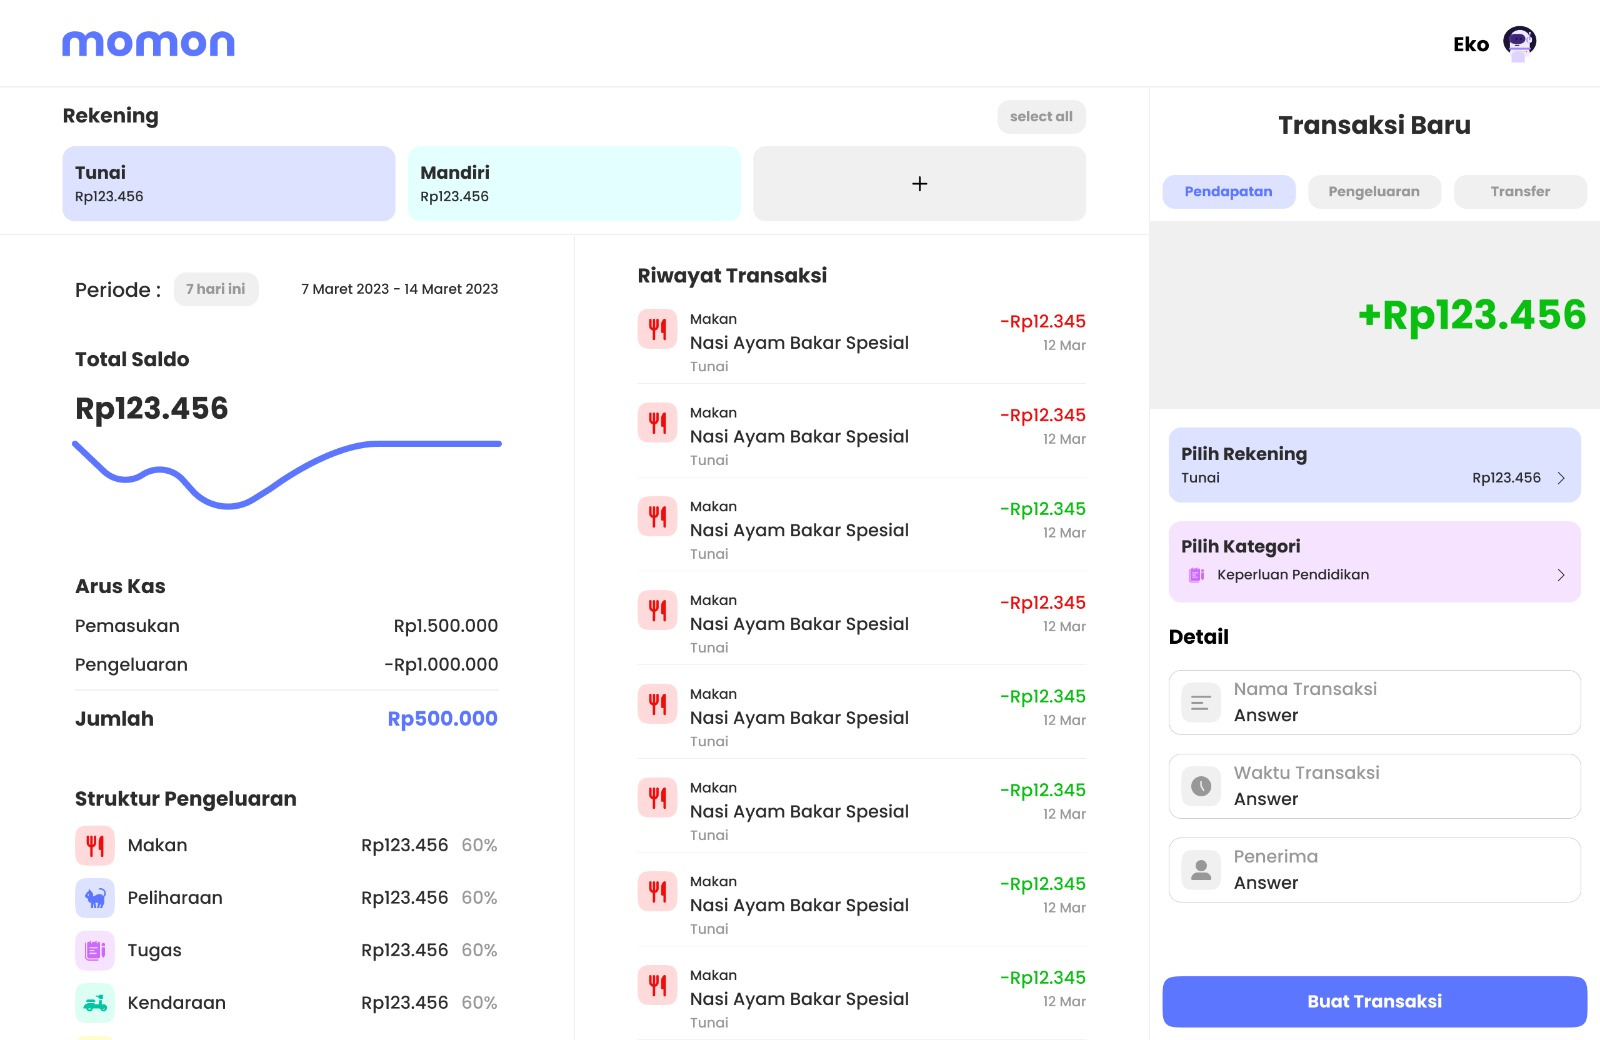 momon
Eko
Rekening
select all
Tunai
Rp123.456
Mandiri
Rp123.456
+
Periode :
7 hari ini
7 Maret 2023 - 14 Maret 2023
Total Saldo
Rp123.456
Arus Kas
Pemasukan
Rp1.500.000
Pengeluaran
-Rp1.000.000
Jumlah
Rp500.000
Struktur Pengeluaran
Makan
Rp123.456 60%
Peliharaan
Rp123.456 60%
Tugas
Rp123.456 60%
Kendaraan
Rp123.456 60%
Riwayat Transaksi
Makan
Nasi Ayam Bakar Spesial
Tunai
-Rp12.345
12 Mar
Makan
Nasi Ayam Bakar Spesial
Tunai
-Rp12.345
12 Mar
Makan
Nasi Ayam Bakar Spesial
Tunai
-Rp12.345
12 Mar
Makan
Nasi Ayam Bakar Spesial
Tunai
-Rp12.345
12 Mar
Makan
Nasi Ayam Bakar Spesial
Tunai
-Rp12.345
12 Mar
Makan
Nasi Ayam Bakar Spesial
Tunai
-Rp12.345
12 Mar
Makan
Nasi Ayam Bakar Spesial
Tunai
-Rp12.345
12 Mar
Makan
Nasi Ayam Bakar Spesial
Tunai
-Rp12.345
12 Mar
Transaksi Baru
Pendapatan
Pengeluaran
Transfer
+Rp123.456
Pilih Rekening
Tunai
Rp123.456
Pilih Kategori
Keperluan Pendidikan
Detail
Nama Transaksi
Answer
Waktu Transaksi
Answer
Penerima
Answer
Buat Transaksi